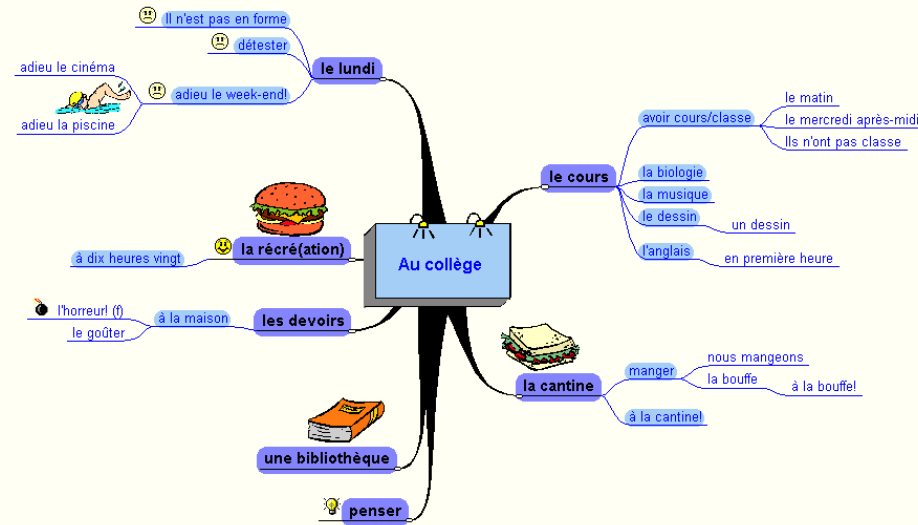 Au collège
le lundi
Il n'est pas en forme
détester
adieu le week-end!
adieu le cinéma
adieu la piscine
la récré(ation)
à dix heures vingt
les devoirs
à la maison
l'horreur! (f)
le goûter
une bibliothèque
penser
le cours
avoir cours/classe
le matin
le mercredi après-midi
Ils n'ont pas classe
la biologie
la musique
le dessin
un dessin
l'anglais
en première heure
la cantine
manger
nous mangeons
la bouffe
à la bouffe!
à la cantine!